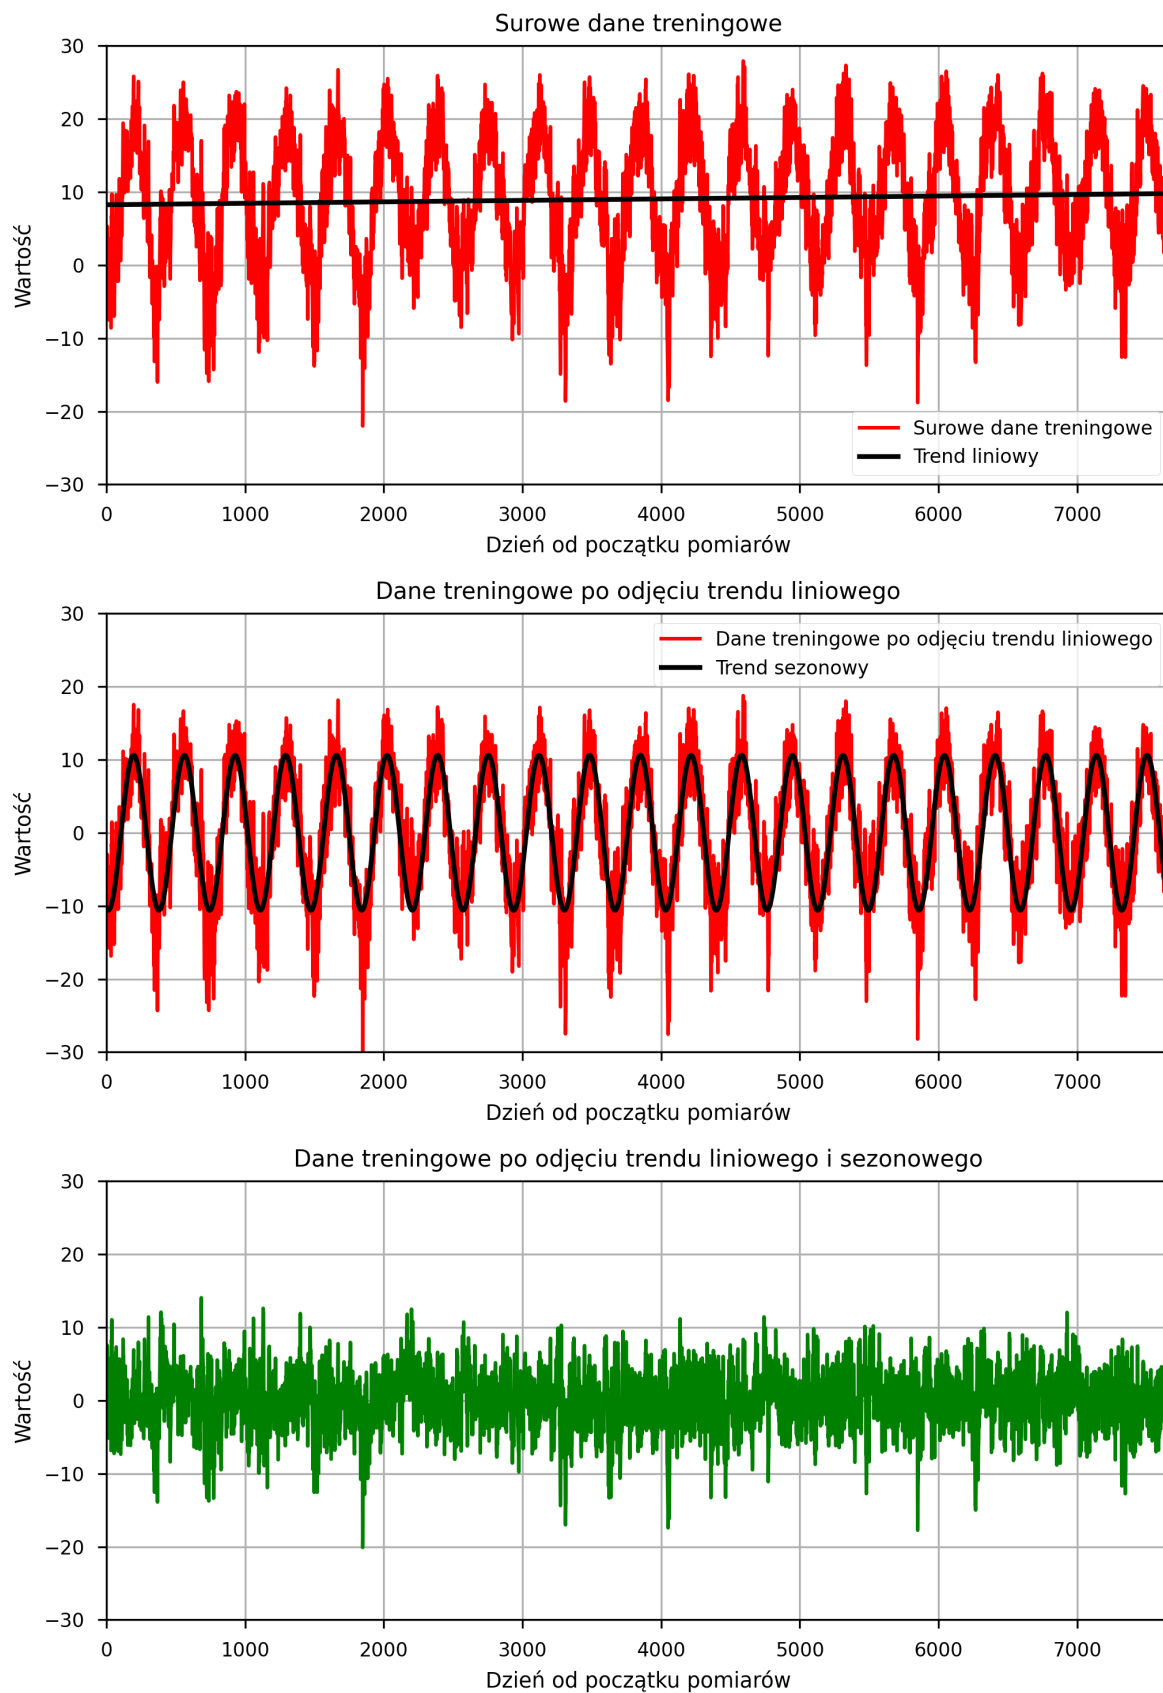 Surowe dane treningowe
30
20
10
0
−10
−20
−30
Wartość
Surowe dane treningowe
Trend liniowy
0 1000 2000 3000 4000 5000 6000 7000
Dzień od początku pomiarów
Dane treningowe po odjęciu trendu liniowego
30
20
10
0
−10
−20
−30
Wartość
Dane treningowe po odjęciu trendu liniowego
Trend sezonowy
0 1000 2000 3000 4000 5000 6000 7000
Dzień od początku pomiarów
Dane treningowe po odjęciu trendu liniowego i sezonowego
30
20
10
0
−10
−20
−30
Wartość
0 1000 2000 3000 4000 5000 6000 7000
Dzień od początku pomiarów